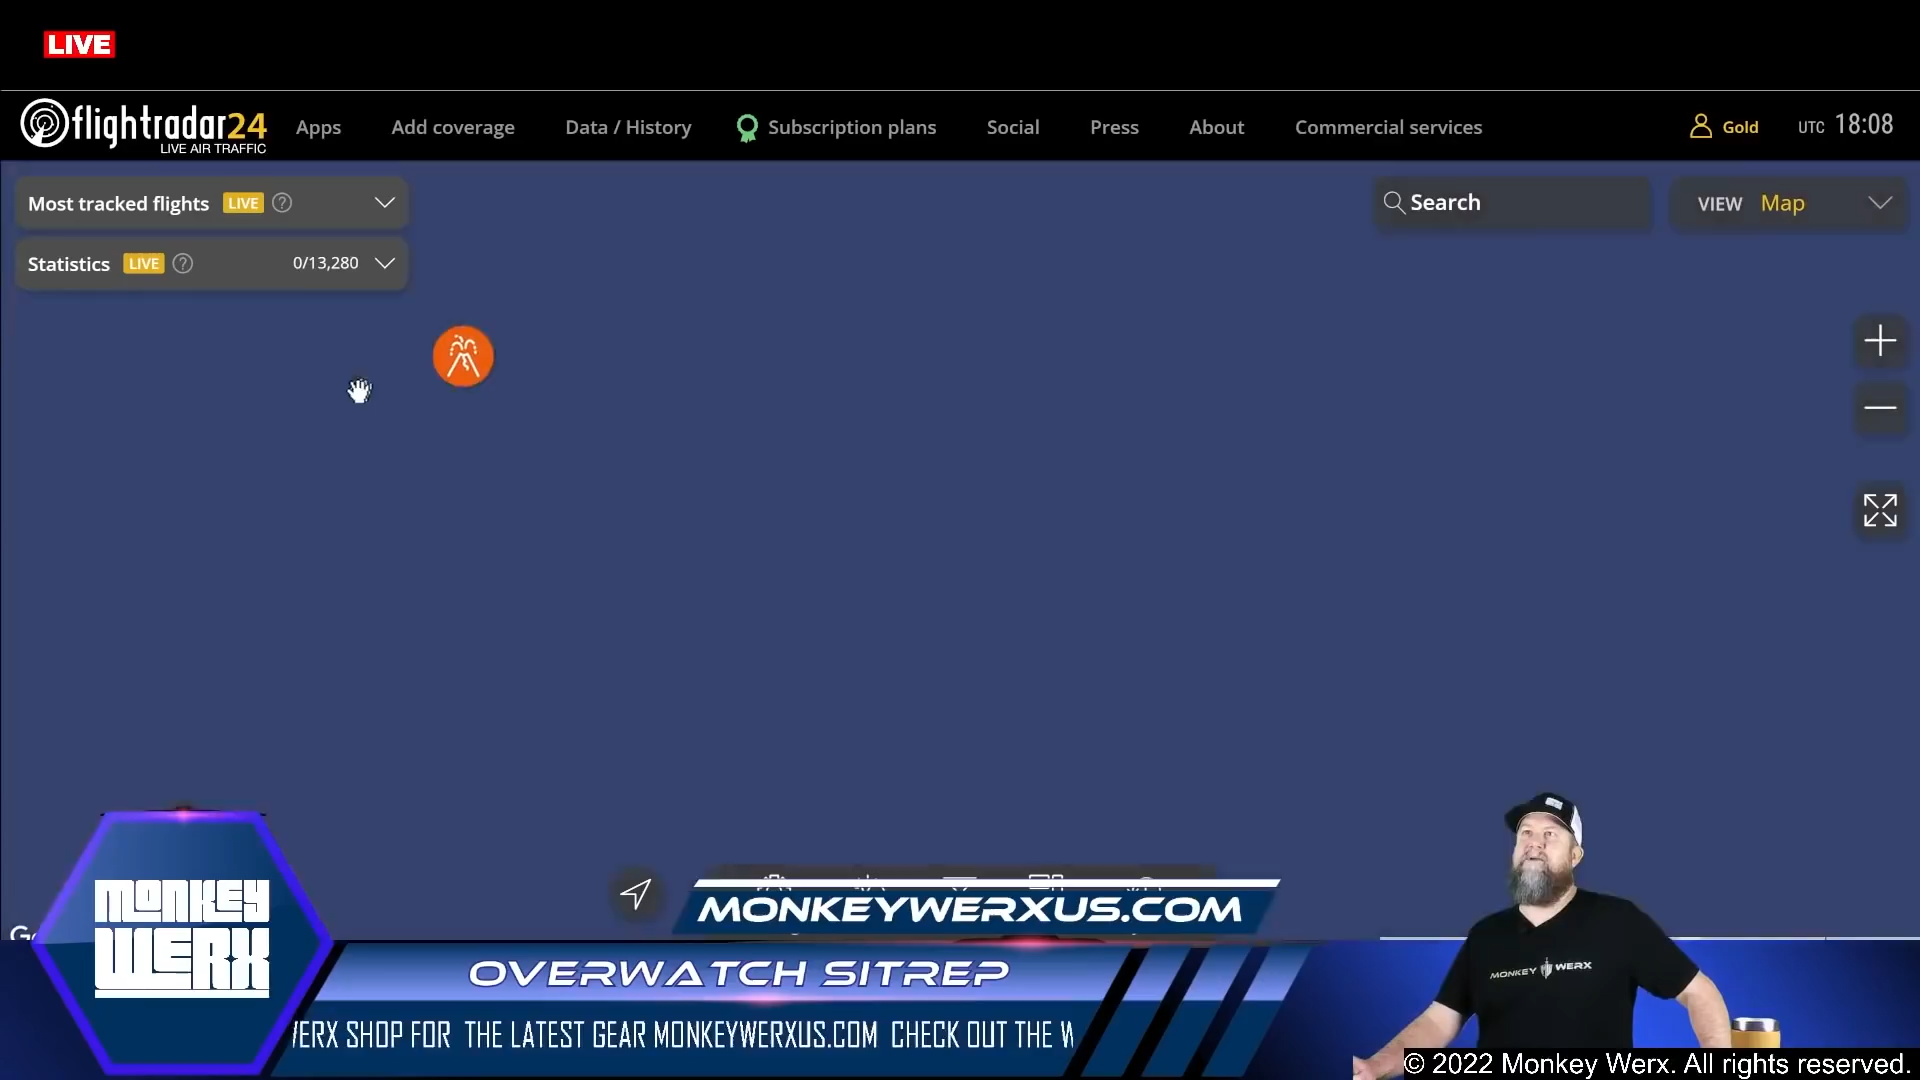 LIVE
flightradar24
LIVE AIR TRAFFIC
Apps
Add coverage
Data / History
Subscription plans
Social
Press
About
Commercial services
Gold
UTC 18:08
Most tracked flights LIVE ?
Statistics LIVE ? 0/13,280
Search
VIEW Map
MONKEYWERXUS.COM
MONKEY
WERX
OVERWATCH SITREP
SHOP FOR THE LATEST GEAR MONKEYWERXUS.COM CHECK OUT THE
MONKEY WERX
© 2022 Monkey Werx. All rights reserved.